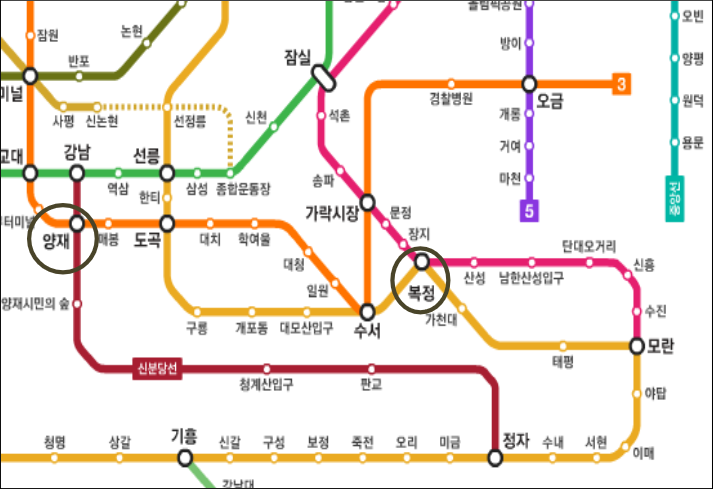 올림픽공원
오빈
잠원
논현
방이
반포
잠실
양평
미널
경찰병원
오금
3
원덕
사평
신논현
선정릉
신천
석촌
개롱
용문
교대
강남
선릉
거여
역삼
삼성
종합운동장
송파
마천
한티
가락시장
문정
5
중앙선
터미널
양재
매봉
도곡
대치
학여울
장지
대청
단대오거리
복정
산성
남한산성입구
신흥
일원
양재시민의 숲
구룡
개포동
대모산입구
수서
가천대
수진
모란
태평
신분당선
청계산입구
판교
야탑
청명
상갈
기흥
신갈
구성
보정
죽전
오리
미금
정자
수내
서현
이매
강남대